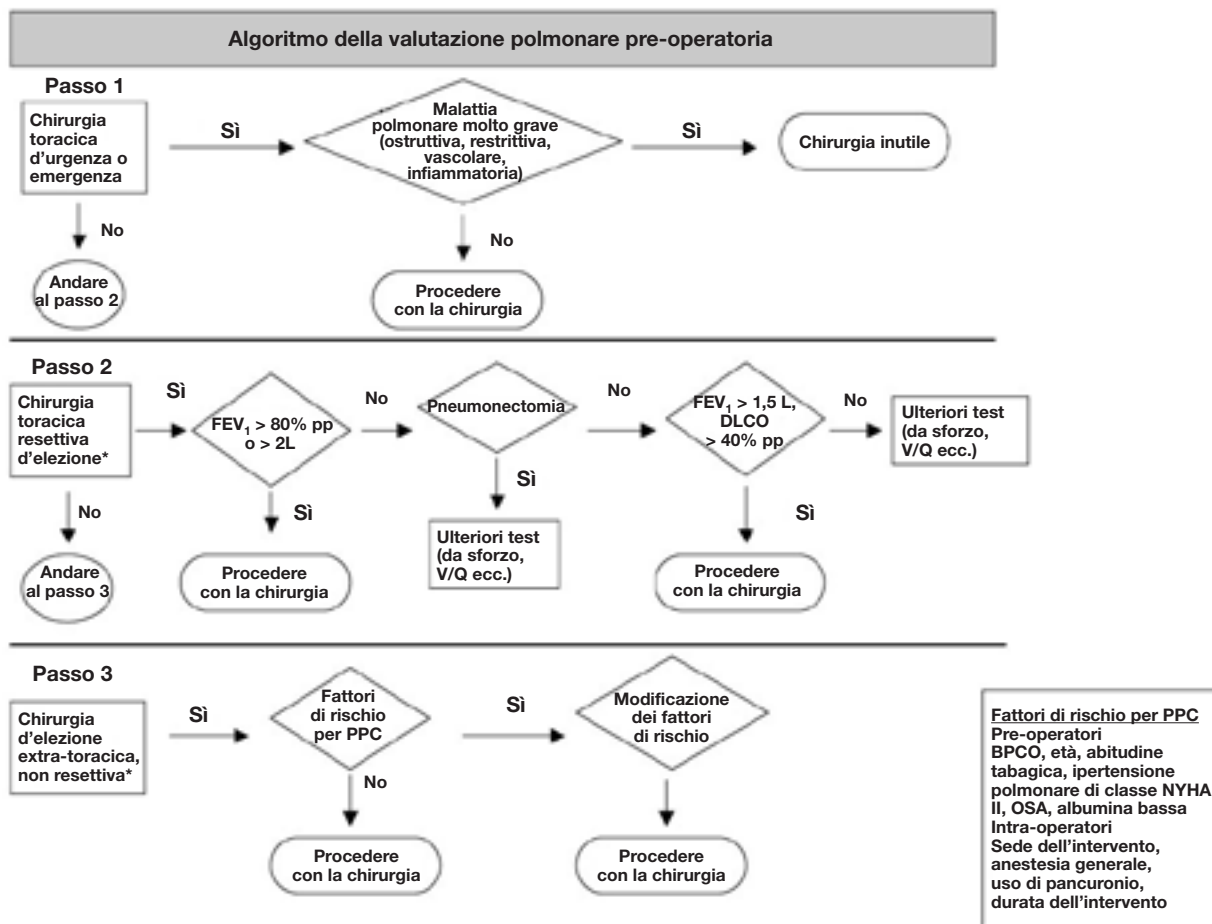 Algoritmo della valutazione polmonare pre-operatoria
Passo 1
Chirurgia
toracica
d'urgenza o
emergenza
Sì
Malattia
polmonare molto grave
(ostruttiva, restrittiva,
vascolare,
infiammatoria)
Sì
Chirurgia inutile
No
Andare
al passo 2
No
Procedere
con la chirurgia
Passo 2
Chirurgia
toracica
resettiva
d'elezione*
Sì
FEV₁ > 80% pp
o > 2L
No
Pneumonectomia
No
FEV₁ > 1,5 L,
DLCO
> 40% pp
No
Ulteriori test
(da sforzo,
V/Q ecc.)
No
Andare
al passo 3
Sì
Procedere
con la chirurgia
Sì
Ulteriori test
(da sforzo,
V/Q ecc.)
Sì
Procedere
con la chirurgia
Passo 3
Chirurgia
d'elezione
extra-toracica,
non resettiva*
Sì
Fattori
di rischio
per PPC
Sì
Modificazione
dei fattori
di rischio
No
Procedere
con la chirurgia
Procedere
con la chirurgia
Fattori di rischio per PPC
Pre-operatori
BPCO, età, abitudine
tabagica, ipertensione
polmonare di classe NYHA
II, OSA, albumina bassa
Intra-operatori
Sede dell'intervento,
anestesia generale,
uso di pancuronio,
durata dell'intervento